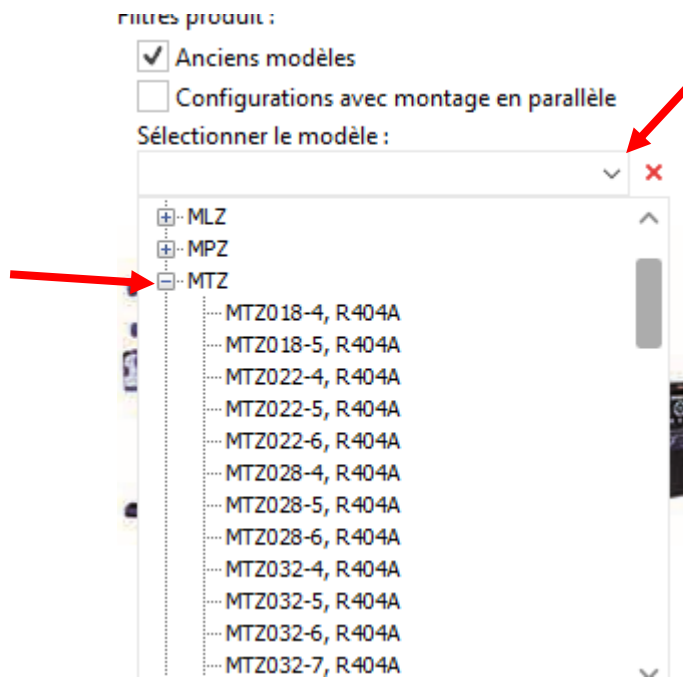 Filtres produit :
Anciens modèles
Configurations avec montage en parallèle
Sélectionner le modèle :
MLZ
MPZ
MTZ
MTZ018-4, R404A
MTZ018-5, R404A
MTZ022-4, R404A
MTZ022-5, R404A
MTZ022-6, R404A
MTZ028-4, R404A
MTZ028-5, R404A
MTZ028-6, R404A
MTZ032-4, R404A
MTZ032-5, R404A
MTZ032-6, R404A
MTZ032-7, R404A